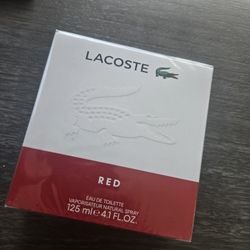 LACOSTE
RED
EAU DE TOILETTE
VAPORISATEUR NATURAL SPRAY
125 ml e 4.1 FL.OZ.